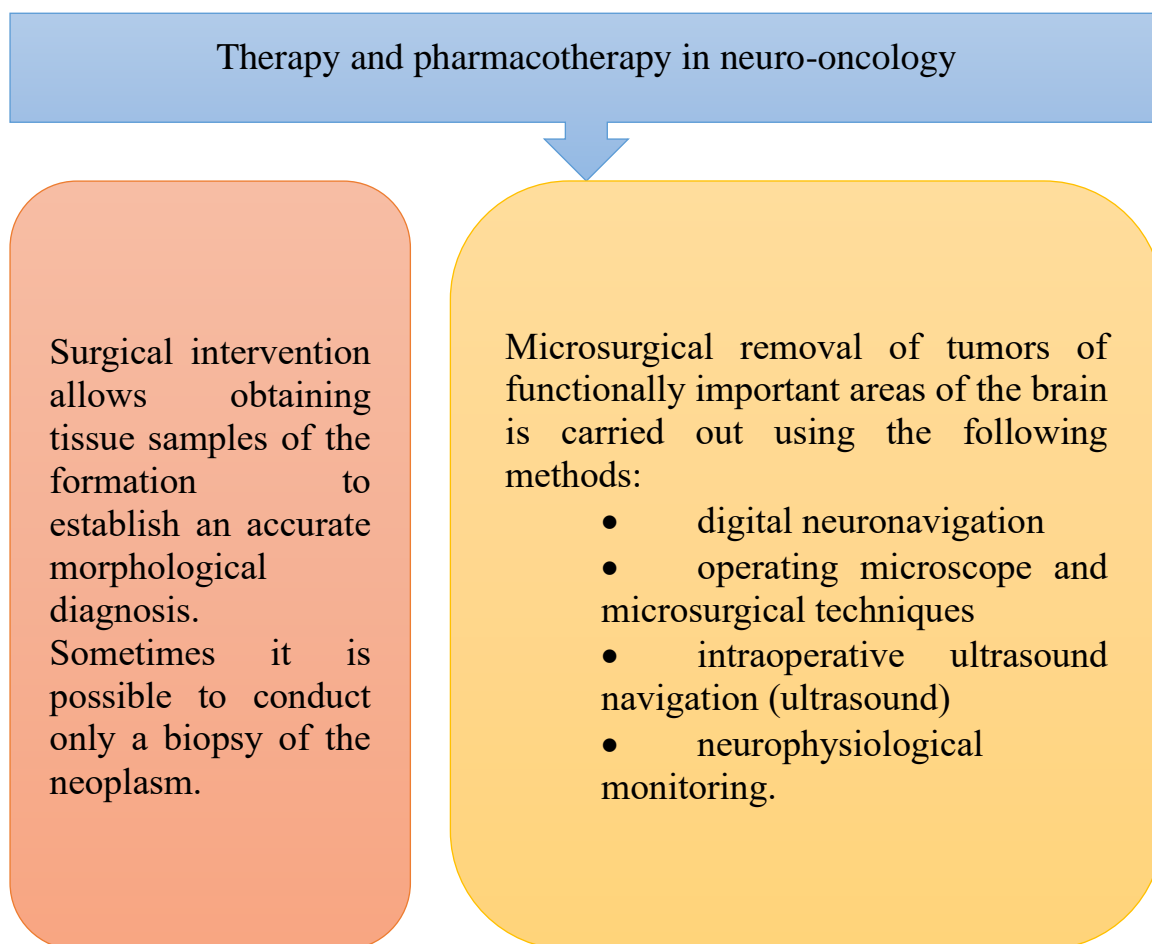 Therapy and pharmacotherapy in neuro-oncology
Surgical intervention
allows obtaining
tissue samples of the
formation to
establish an accurate
morphological
diagnosis.
Sometimes it is
possible to conduct
only a biopsy of the
neoplasm.
Microsurgical removal of tumors of
functionally important areas of the brain
is carried out using the following
methods:
• digital neuronavigation
• operating microscope and
microsurgical techniques
• intraoperative ultrasound
navigation (ultrasound)
• neurophysiological
monitoring.